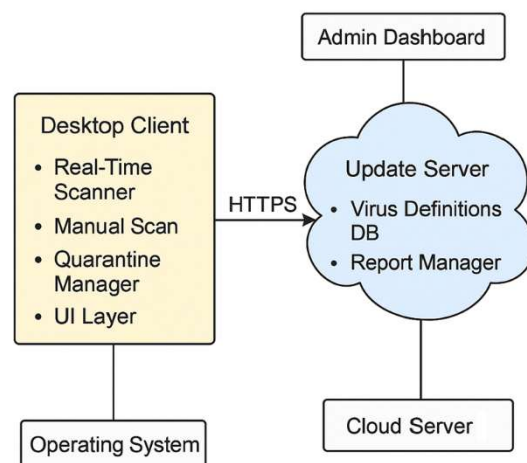 Admin Dashboard
Desktop Client
• Real-Time
Scanner
• Manual Scan
• Quarantine
Manager
• UI Layer
HTTPS
Update Server
• Virus Definitions
DB
• Report Manager
Operating System
Cloud Server